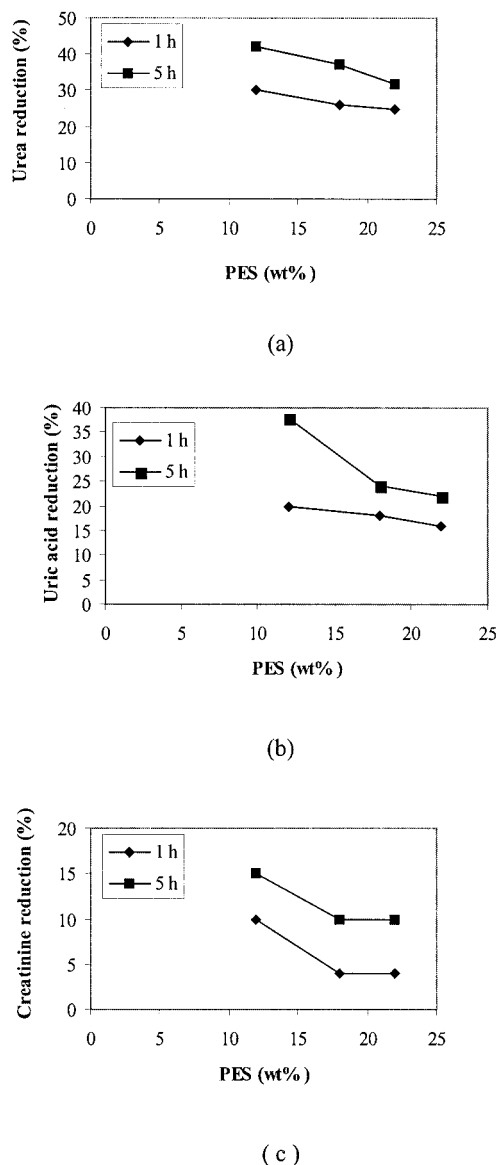 Urea reduction (%)
50
40
30
20
10
0
1 h
5 h
0 5 10 15 20 25
PES (wt%)
(a)
Uric acid reduction (%)
40
35
30
25
20
15
10
5
0
1 h
5 h
0 5 10 15 20 25
PES (wt%)
(b)
Creatinine reduction (%)
20
15
10
5
0
1 h
5 h
0 5 10 15 20 25
PES (wt%)
( c )